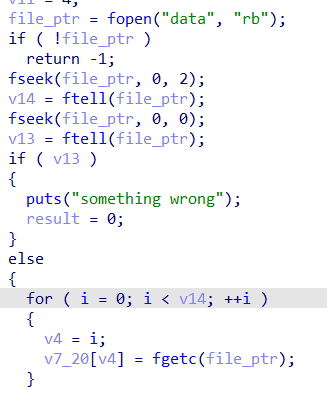 v11 = 4;
file_ptr = fopen("data", "rb");
if ( !file_ptr )
return -1;
fseek(file_ptr, 0, 2);
v14 = ftell(file_ptr);
fseek(file_ptr, 0, 0);
v13 = ftell(file_ptr);
if ( v13 )
{
puts("something wrong");
result = 0;
}
else
{
for ( i = 0; i < v14; ++i )
{
v4 = i;
v7_20[v4] = fgetc(file_ptr);
}